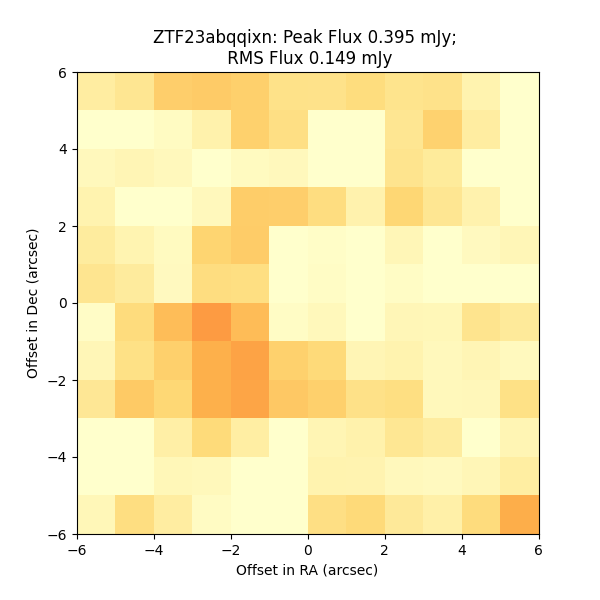 ZTF23abqqixn: Peak Flux 0.395 mJy;
RMS Flux 0.149 mJy
6
4
2
0
−2
−4
−6
Offset in Dec (arcsec)
−6 −4 −2 0 2 4 6
Offset in RA (arcsec)